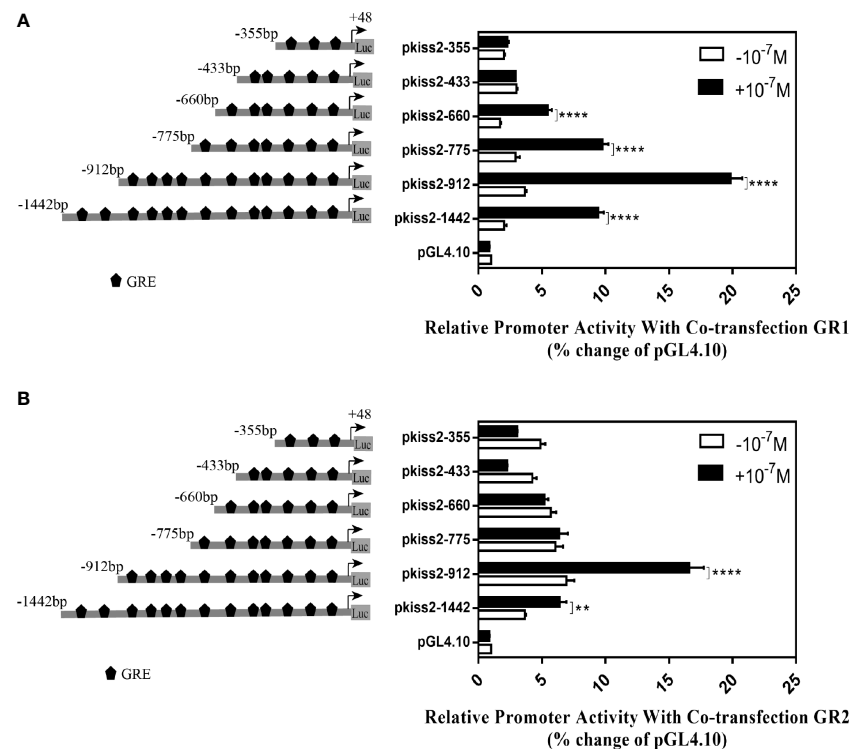 A
+48
-355bp
Luc
-433bp
Luc
-660bp
Luc
-775bp
Luc
-912bp
Luc
-1442bp
Luc
GRE
pkiss2-355
pkiss2-433
pkiss2-660
pkiss2-775
pkiss2-912
pkiss2-1442
pGL4.10
-10⁻⁷M
+10⁻⁷M
****
****
****
****
0 5 10 15 20 25
Relative Promoter Activity With Co-transfection GR1
(% change of pGL4.10)
B
+48
-355bp
Luc
-433bp
Luc
-660bp
Luc
-775bp
Luc
-912bp
Luc
-1442bp
Luc
GRE
pkiss2-355
pkiss2-433
pkiss2-660
pkiss2-775
pkiss2-912
pkiss2-1442
pGL4.10
-10⁻⁷M
+10⁻⁷M
****
**
0 5 10 15 20 25
Relative Promoter Activity With Co-transfection GR2
(% change of pGL4.10)